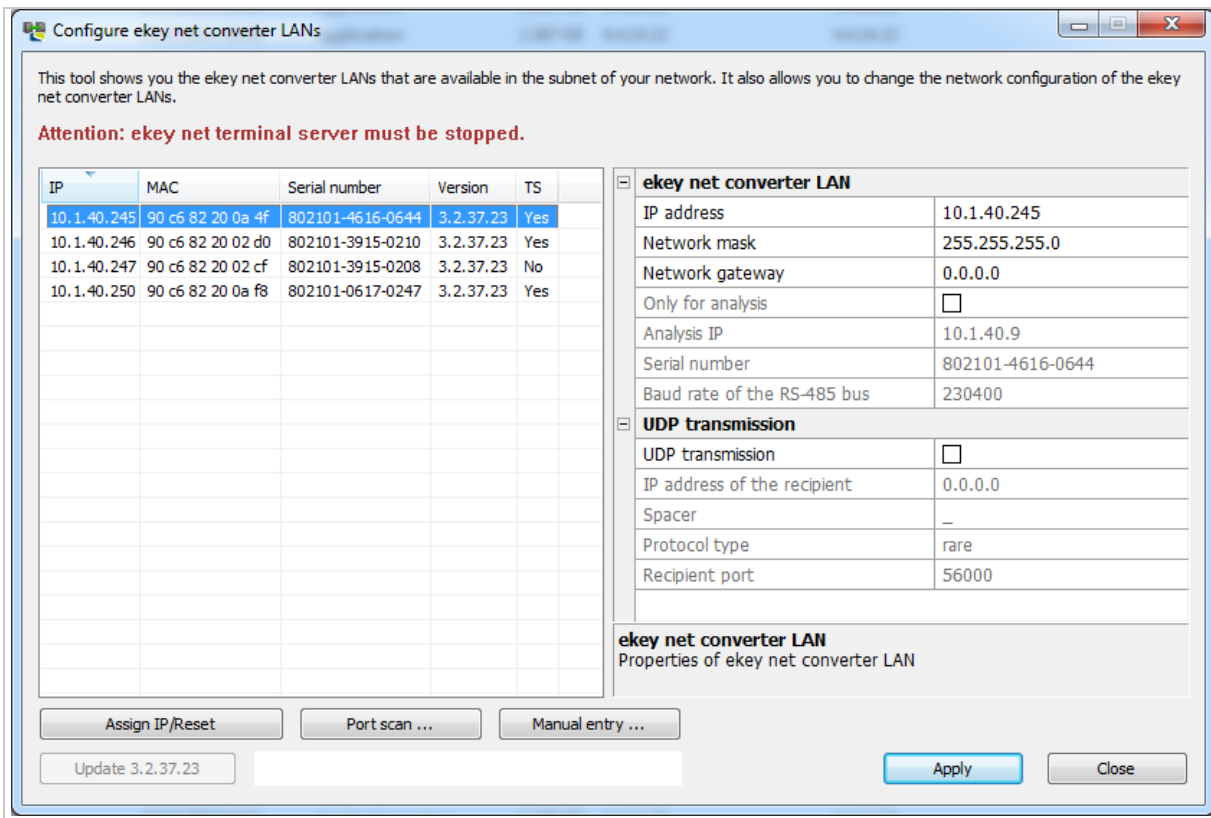 Configure ekey net converter LANs
This tool shows you the ekey net converter LANs that are available in the subnet of your network. It also allows you to change the network configuration of the ekey
net converter LANs.
Attention: ekey net terminal server must be stopped.
IP MAC Serial number Version TS
10.1.40.245 90 c6 82 20 0a 4f 802101-4616-0644 3.2.37.23 Yes
10.1.40.246 90 c6 82 20 02 d0 802101-3915-0210 3.2.37.23 Yes
10.1.40.247 90 c6 82 20 02 cf 802101-3915-0208 3.2.37.23 No
10.1.40.250 90 c6 82 20 0a f8 802101-0617-0247 3.2.37.23 Yes
ekey net converter LAN
IP address 10.1.40.245
Network mask 255.255.255.0
Network gateway 0.0.0.0
Only for analysis
Analysis IP 10.1.40.9
Serial number 802101-4616-0644
Baud rate of the RS-485 bus 230400
UDP transmission
UDP transmission
IP address of the recipient 0.0.0.0
Spacer _
Protocol type rare
Recipient port 56000
ekey net converter LAN
Properties of ekey net converter LAN
Assign IP/Reset Port scan ... Manual entry ...
Update 3.2.37.23 Apply Close